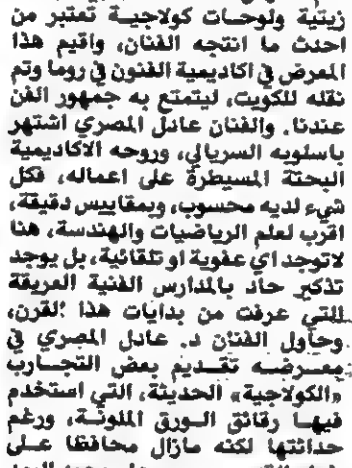 زيتية ولوحات كولاجية تعتبر من
احدث ما انتجه الفنان، واقيم هذا
المعرض في اكاديمية الفنون في روما وتم
نقله للكويت، ليتمتع به جمهور الفن
عندنا. والفنان عادل المصري اشتهر
باسلوبه السريالي، وروحه الاكاديمية
البحتة المسيطرة على اعماله، فكل
شيء لديه محسوب، وبمقاييس دقيقة،
اقرب لعلم الرياضيات والهندسة، هنا
لاتوجد اي عفوية او تلقائية، بل يوجد
تذكير حاد بالمدارس الفنية العريقة
للتي عرفت من بدايات هذا القرن،
وحاول الفنان د. عادل المصري في
معرضه تقديم بعض التجارب
«الكولاجية» الحديثة، التي استخدم
فيها رقائق الورق الملونة، ورغم
حداثتها لكنه مازال محافظا على